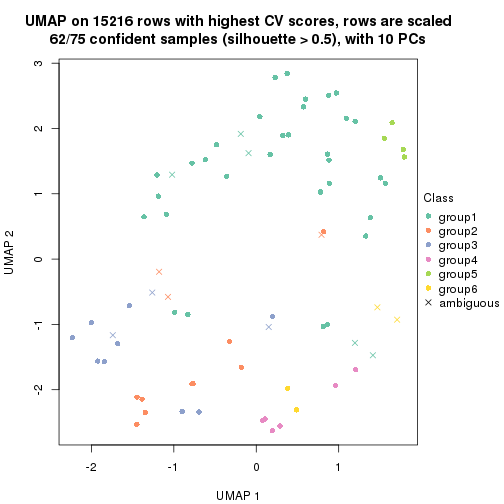 UMAP on 15216 rows with highest CV scores, rows are scaled
62/75 confident samples (silhouette > 0.5), with 10 PCs
3
2
1
0
-1
-2
UMAP 2
-2
-1
0
1
UMAP 1
Class
group1
group2
group3
group4
group5
group6
ambiguous